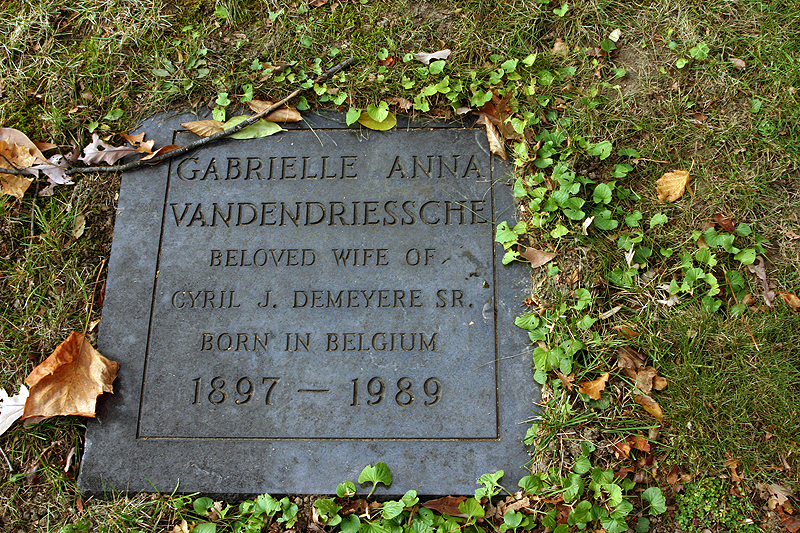 GABRIELLE ANNA
VANDENDRIESSCHE
BELOVED WIFE OF
CYRIL J. DEMEYERE SR.
BORN IN BELGIUM
1897 — 1989